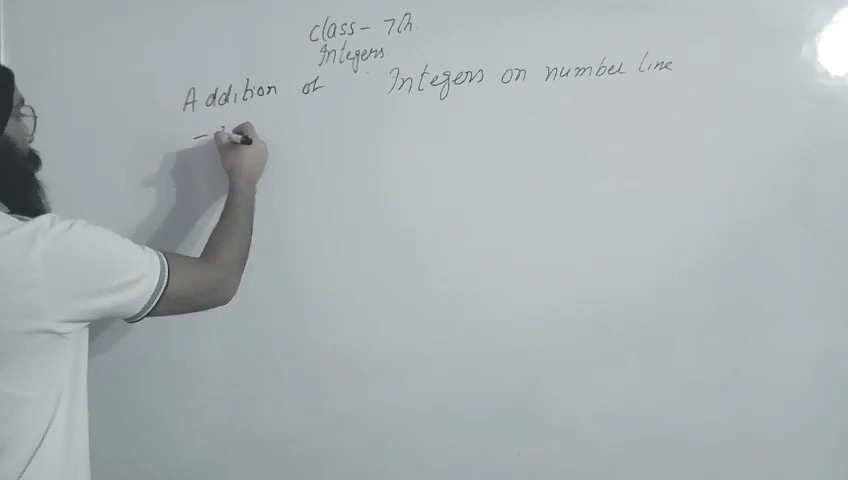 class - 7th
Integers
Addition of Integers on number line
-